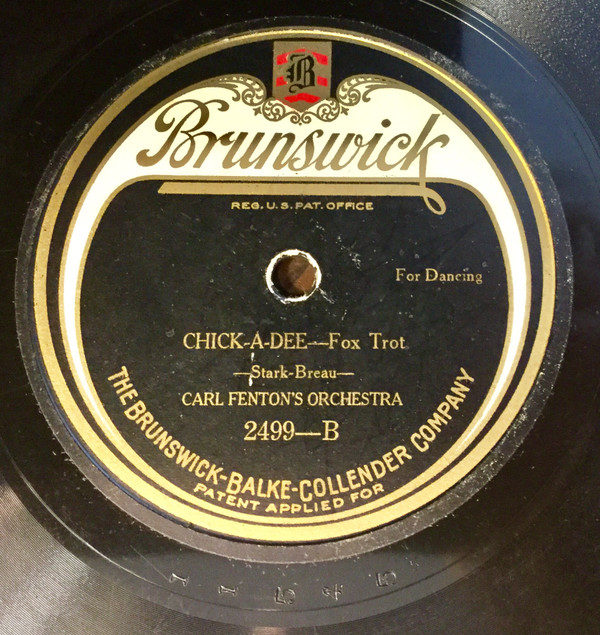 B
Brunswick
REG. U.S. PAT. OFFICE
For Dancing
CHICK-A-DEE—Fox Trot
—Stark-Breau—
CARL FENTON'S ORCHESTRA
2499—B
THE BRUNSWICK-BALKE-COLLENDER COMPANY
PATENT APPLIED FOR